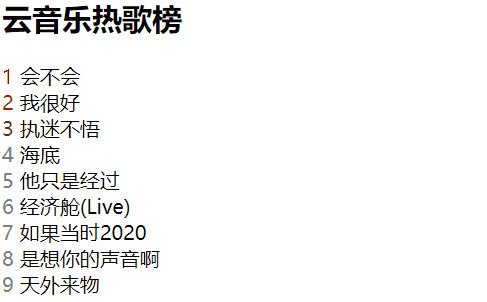 云音乐热歌榜
1 会不会
2 我很好
3 执迷不悟
4 海底
5 他只是经过
6 经济舱(Live)
7 如果当时2020
8 是想你的声音啊
9 天外来物